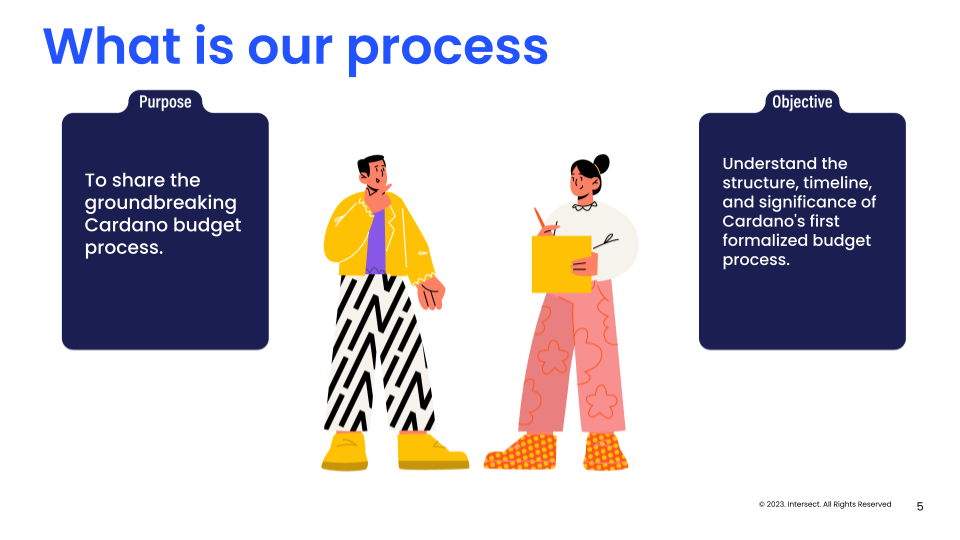 What is our process
Purpose
To share the
groundbreaking
Cardano budget
process.
Objective
Understand the
structure, timeline,
and significance of
Cardano's first
formalized budget
process.
© 2023. Intersect. All Rights Reserved
5